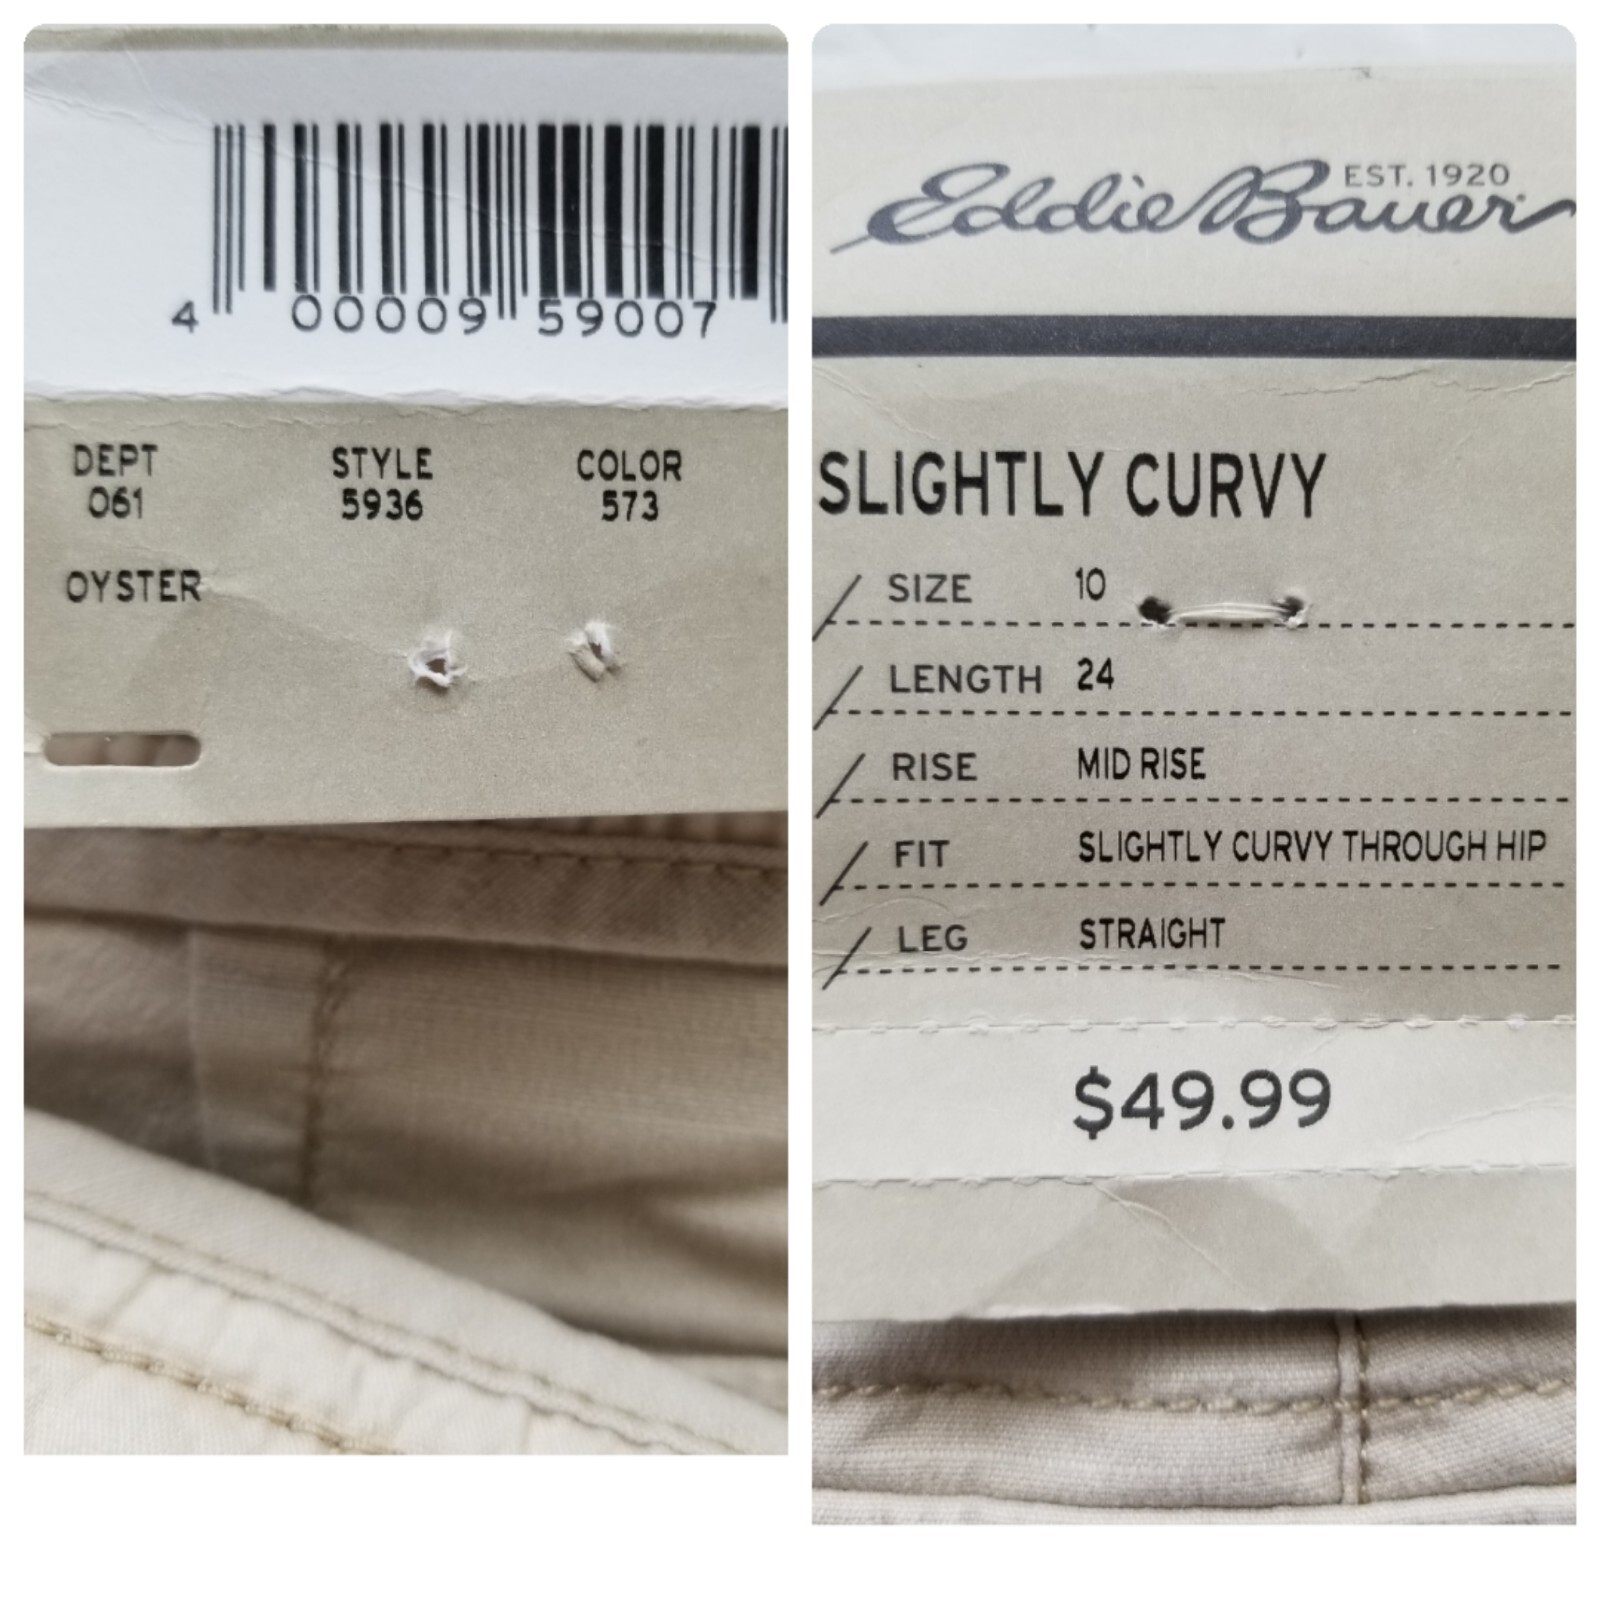 4 00009 59007
DEPT STYLE COLOR
061 5936 573
OYSTER
Eddie Bauer EST. 1920
SLIGHTLY CURVY
SIZE 10
LENGTH 24
RISE MID RISE
FIT SLIGHTLY CURVY THROUGH HIP
LEG STRAIGHT
$49.99